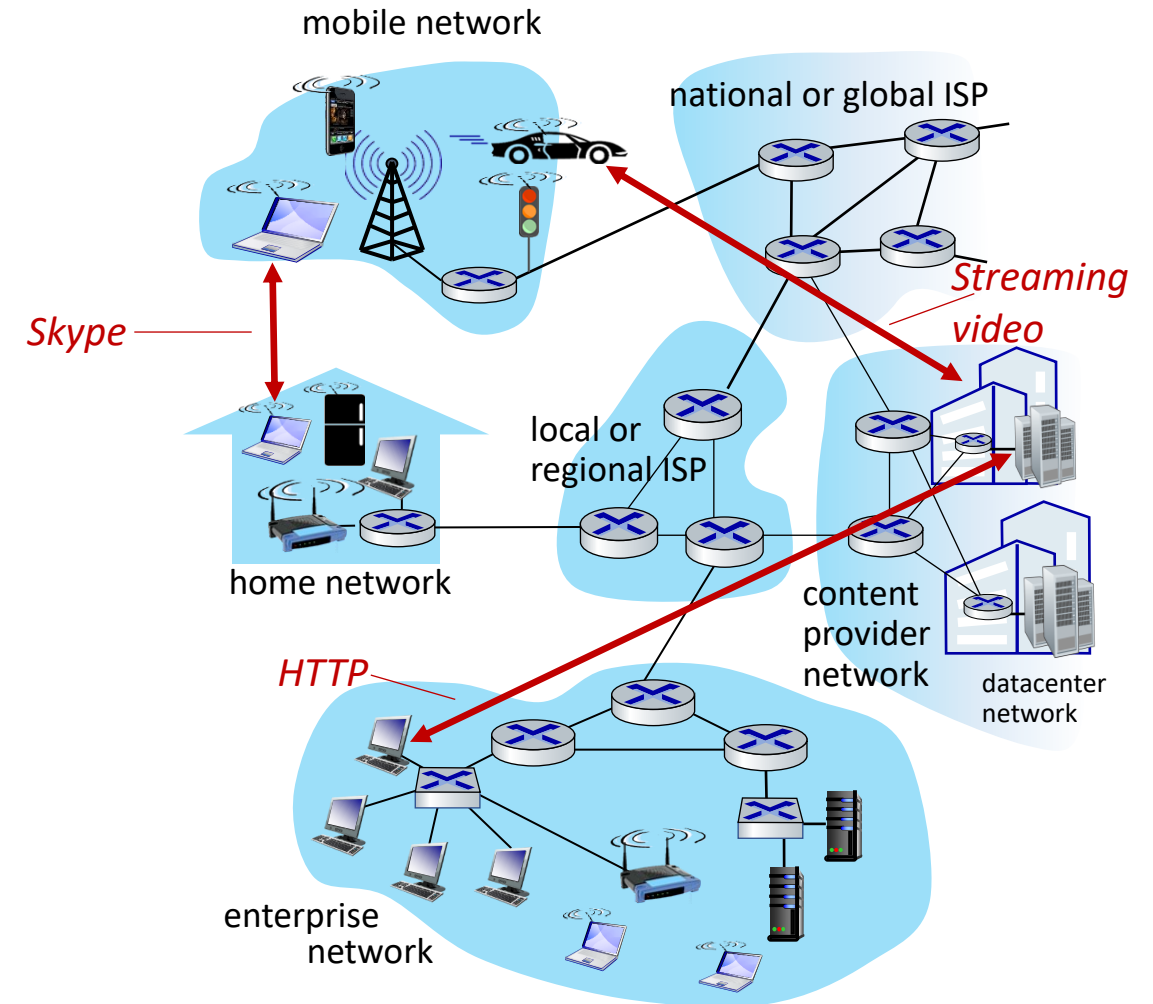 mobile network
national or global ISP
Streaming
video
Skype
local or
regional ISP
home network
content
provider
network
datacenter
network
HTTP
enterprise
network